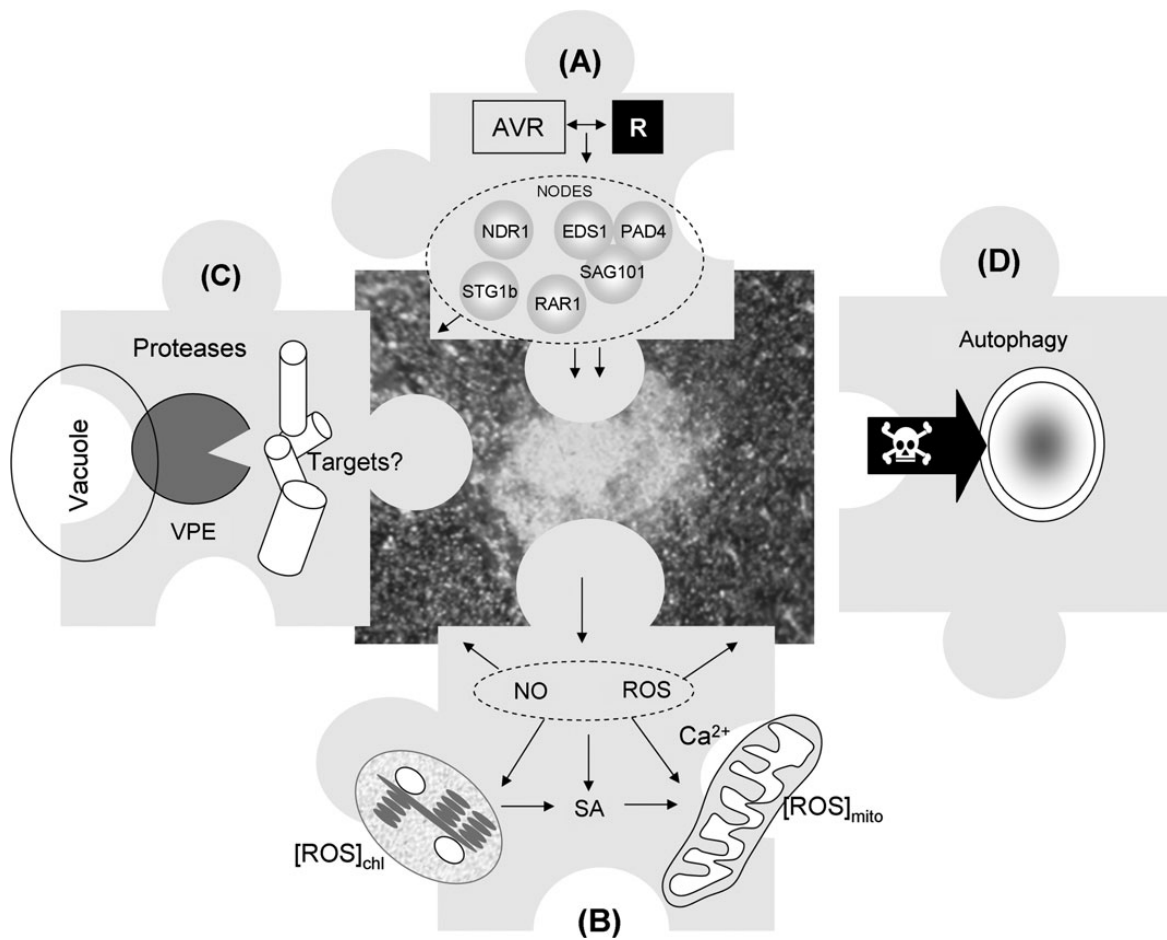 (A)
AVR
R
NODES
NDR1
EDS1
PAD4
SAG101
STG1b
RAR1
(C)
Proteases
Vacuole
Targets?
VPE
(D)
Autophagy
NO
ROS
Ca²⁺
SA
[ROS]mito
[ROS]chl
(B)